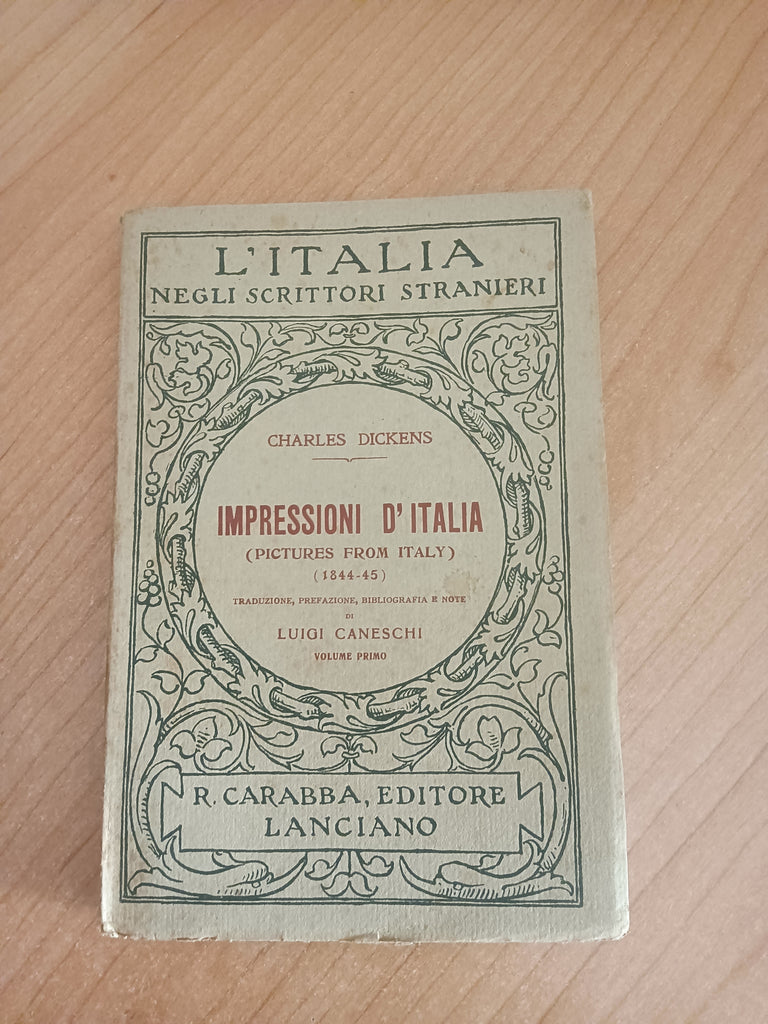 L'ITALIA
NEGLI SCRITTORI STRANIERI
CHARLES DICKENS
IMPRESSIONI D'ITALIA
(PICTURES FROM ITALY)
(1844-45)
TRADUZIONE, PREFAZIONE, BIBLIOGRAFIA E NOTE
DI
LUIGI CANESCHI
VOLUME PRIMO
R. CARABBA, EDITORE
LANCIANO